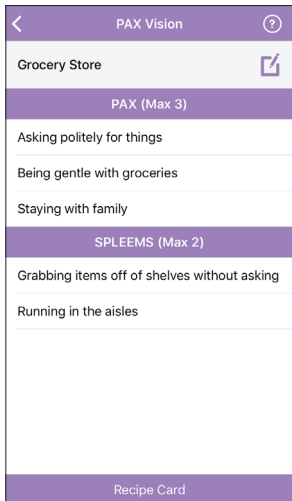 PAX Vision
?
Grocery Store
PAX (Max 3)
Asking politely for things
Being gentle with groceries
Staying with family
SPLEEMS (Max 2)
Grabbing items off of shelves without asking
Running in the aisles
Recipe Card